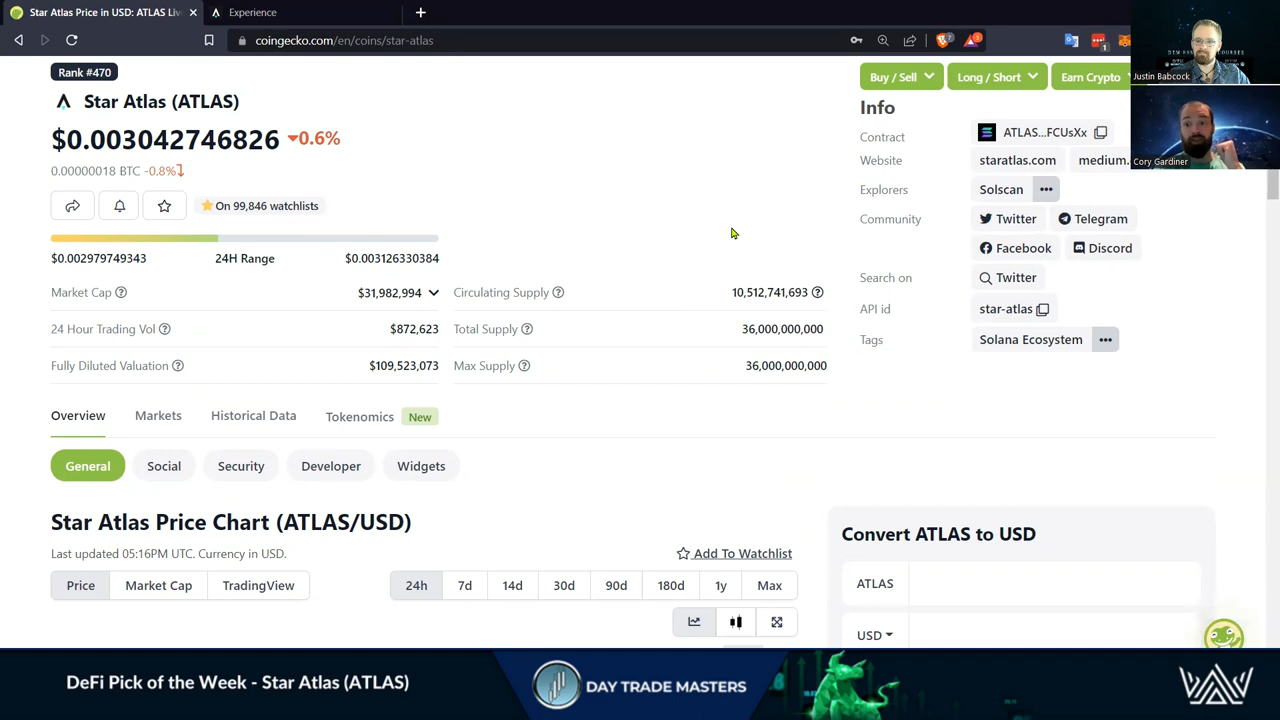 Star Atlas Price in USD: ATLAS Liv
Experience
coingecko.com/en/coins/star-atlas
Rank #470
Star Atlas (ATLAS)
$0.003042746826 0.6%
0.00000018 BTC -0.8%
On 99,846 watchlists
$0.002979749343 24H Range $0.003126330384
Market Cap $31,982,994
24 Hour Trading Vol $872,623
Fully Diluted Valuation $109,523,073
Circulating Supply 10,512,741,693
Total Supply 36,000,000,000
Max Supply 36,000,000,000
Buy / Sell Long / Short Earn Crypto
Info
Contract ATLAS...FCUsXx
Website staratlas.com medium.
Explorers Solscan
Community Twitter Telegram
Facebook Discord
Search on Twitter
API id star-atlas
Tags Solana Ecosystem
Justin Babcock
Cory Gardiner
Overview Markets Historical Data Tokenomics New
General Social Security Developer Widgets
Star Atlas Price Chart (ATLAS/USD)
Last updated 05:16PM UTC. Currency in USD.
Add To Watchlist
Price Market Cap TradingView
24h 7d 14d 30d 90d 180d 1y Max
Convert ATLAS to USD
ATLAS
USD
DeFi Pick of the Week - Star Atlas (ATLAS)
DAY TRADE MASTERS